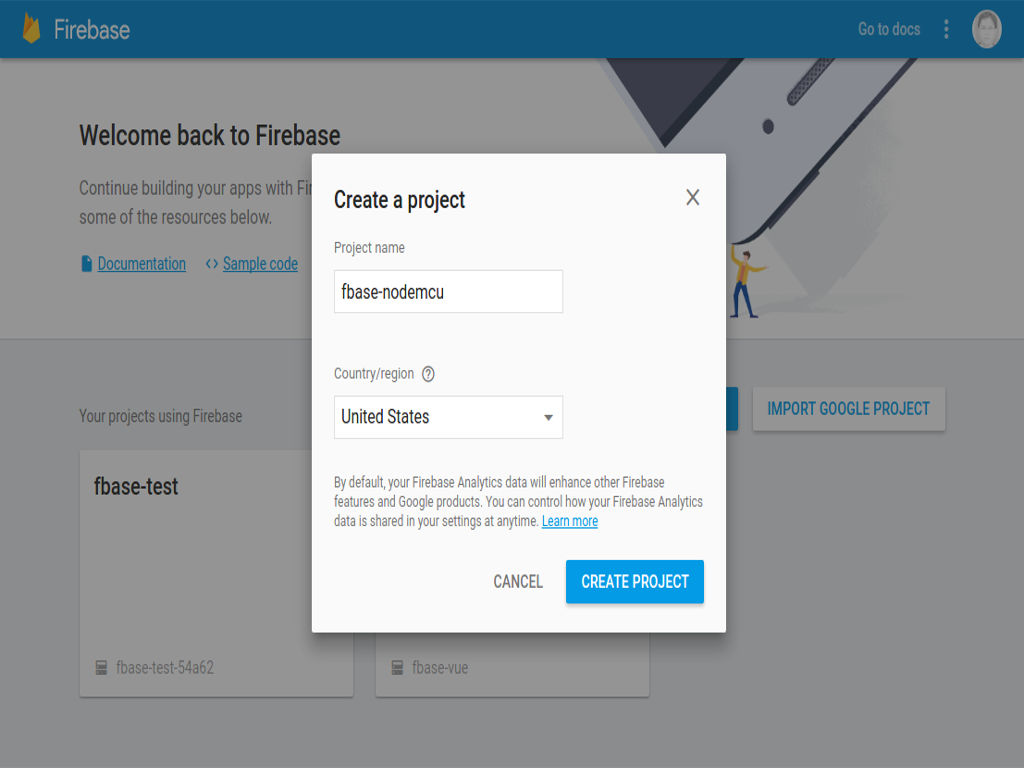 Firebase
Go to docs
Welcome back to Firebase
Continue building your apps with Fir
some of the resources below.
Documentation
<> Sample code
Create a project
X
Project name
fbase-nodemcu
Country/region ?
United States
By default, your Firebase Analytics data will enhance other Firebase
features and Google products. You can control how your Firebase Analytics
data is shared in your settings at anytime. Learn more
CANCEL
CREATE PROJECT
Your projects using Firebase
IMPORT GOOGLE PROJECT
fbase-test
fbase-test-54a62
fbase-vue